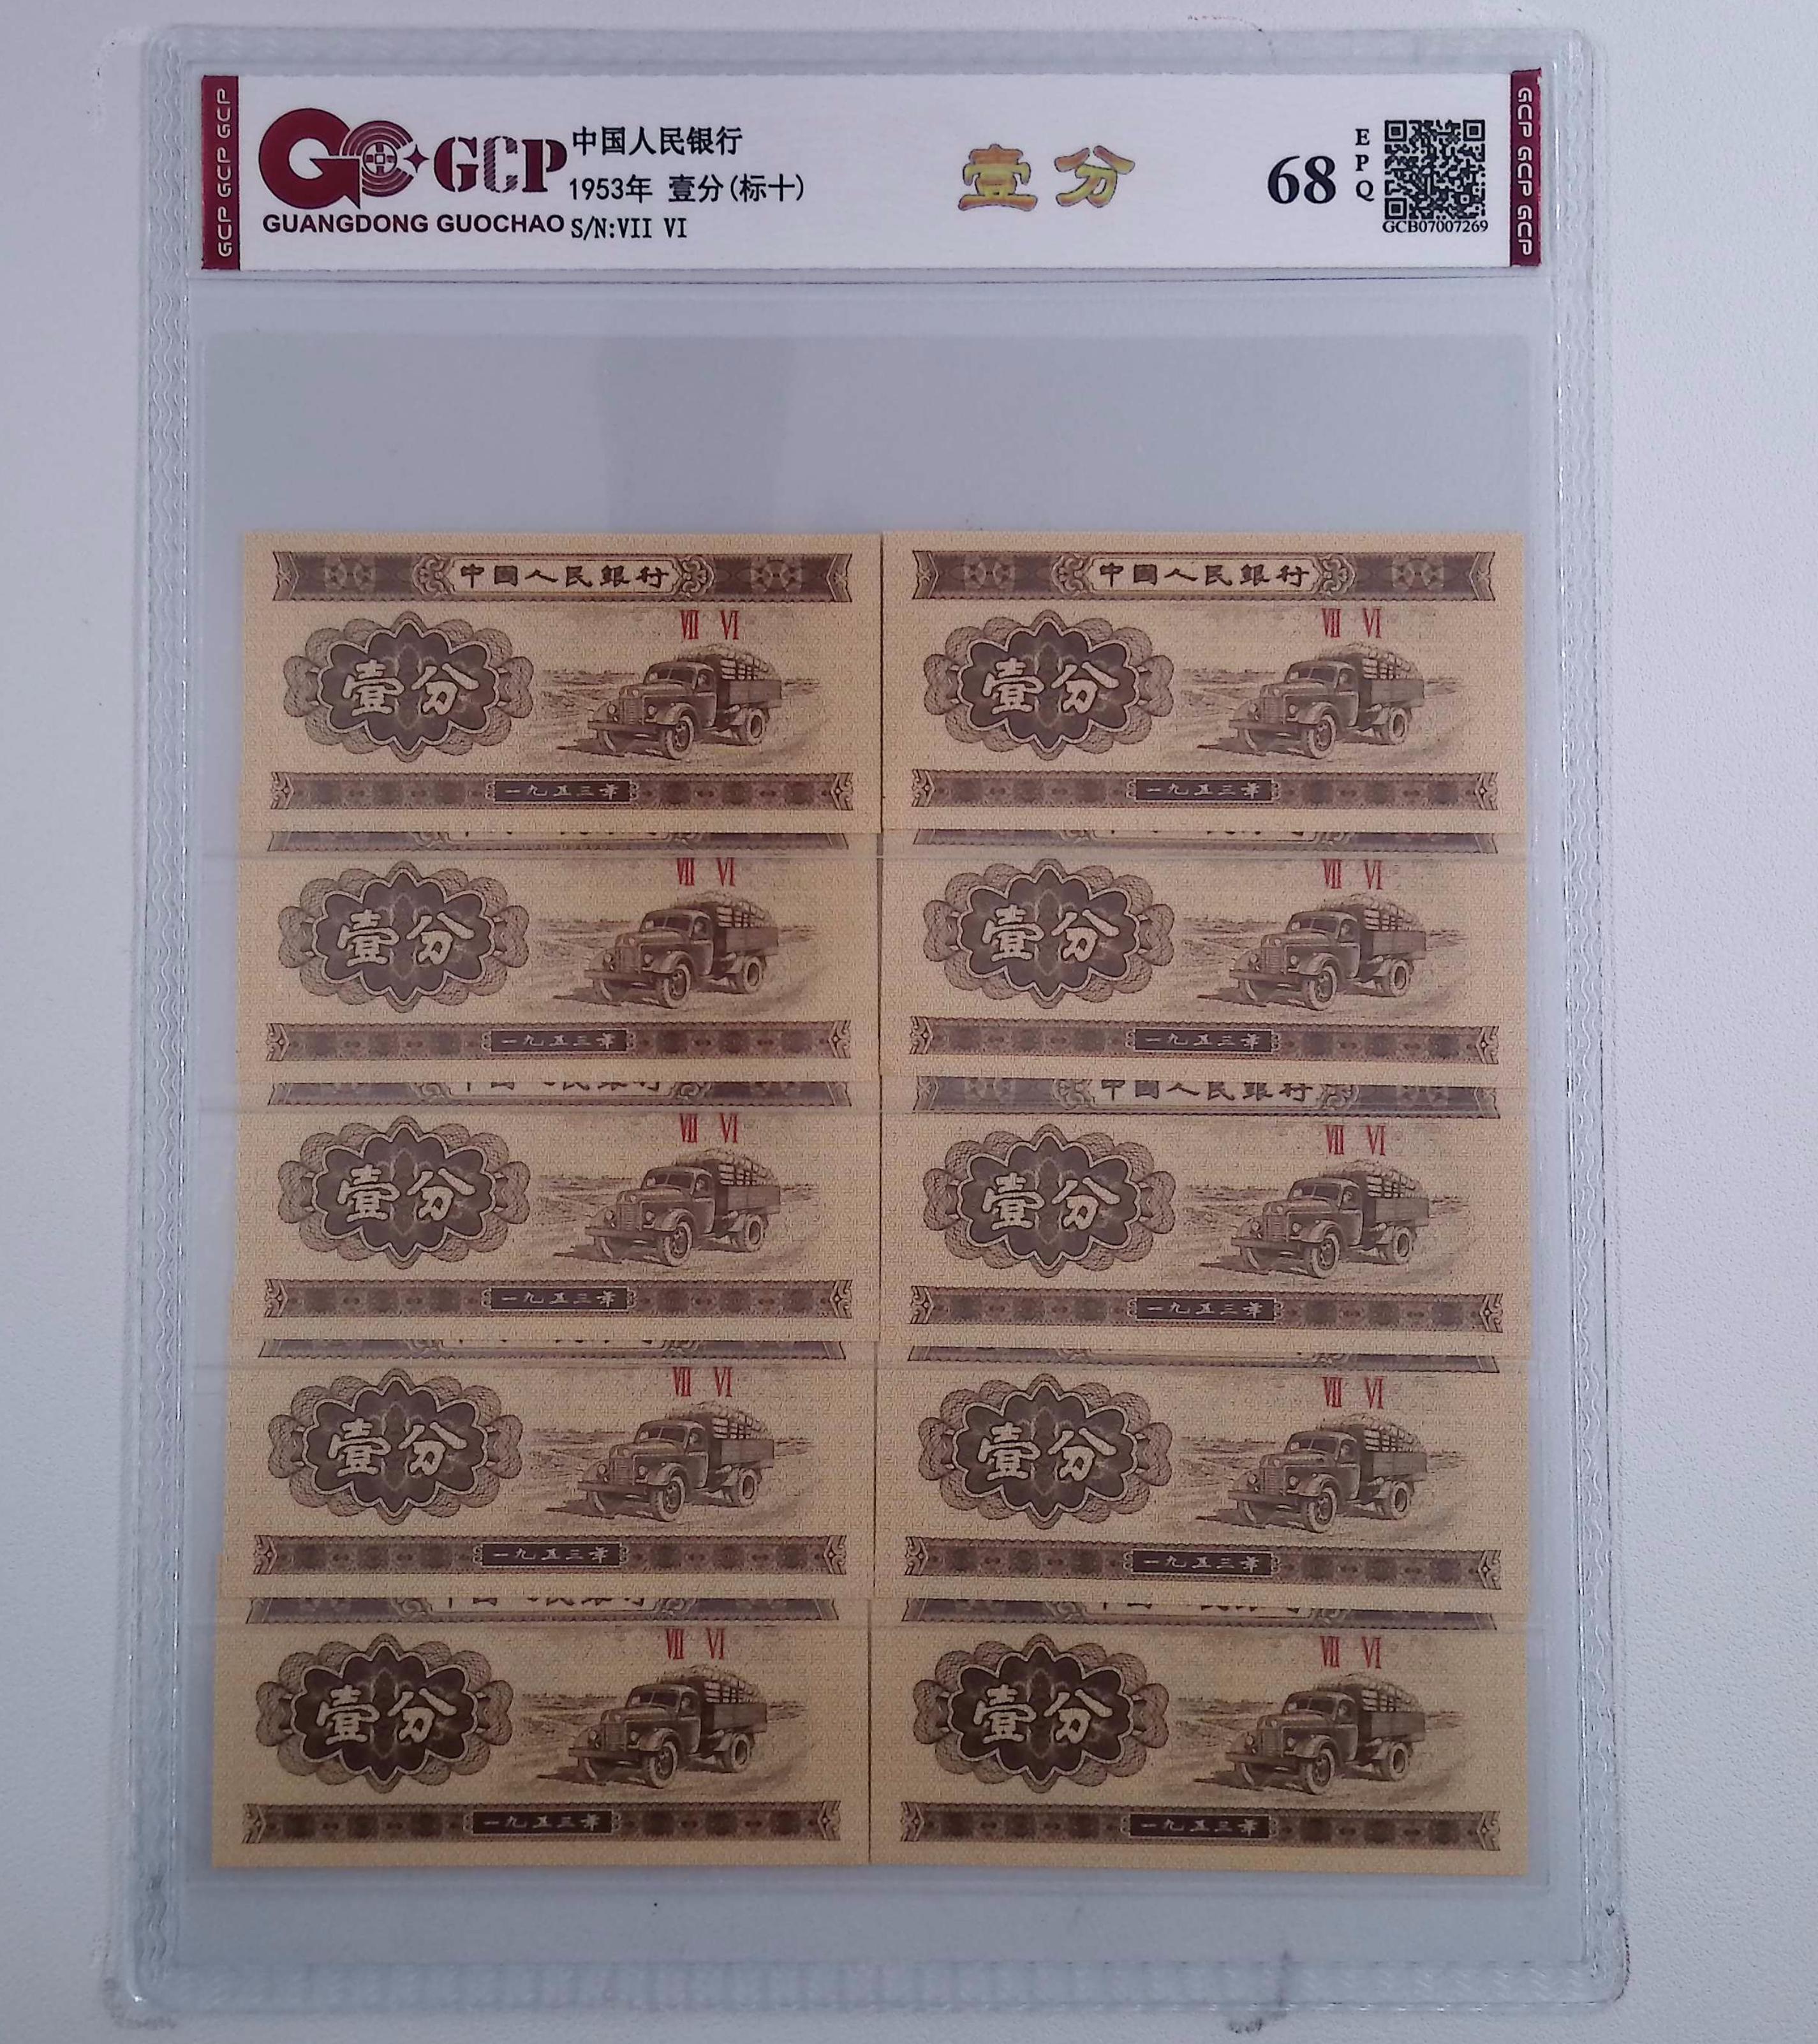 GCP GCP GCP
GCP
GUANGDONG GUOCHAO
中国人民银行
1953年 壹分(标十)
S/N:VII VI
壹分
68
EPQ
GCB07007269
GCP GCP GCP
中國人民銀行
VII VI
壹分
一九五三年
中國人民銀行
VII VI
壹分
一九五三年
VII VI
壹分
一九五三年
VII VI
壹分
一九五三年
VII VI
壹分
一九五三年
中國人民銀行
VII VI
壹分
一九五三年
VII VI
壹分
一九五三年
VII VI
壹分
一九五三年
VII VI
壹分
一九五三年
VII VI
壹分
一九五三年